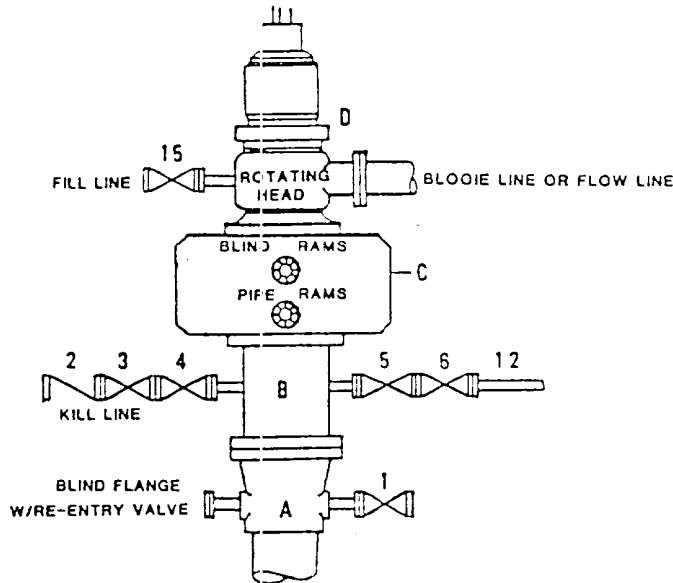 D
15
FILL LINE
ROTATING
HEAD
BLOOIE LINE OR FLOW LINE
BLIND RAMS
C
PIPE RAMS
2 3 4
5 6 12
B
KILL LINE
1
BLIND FLANGE
W/RE-ENTRY VALVE
A